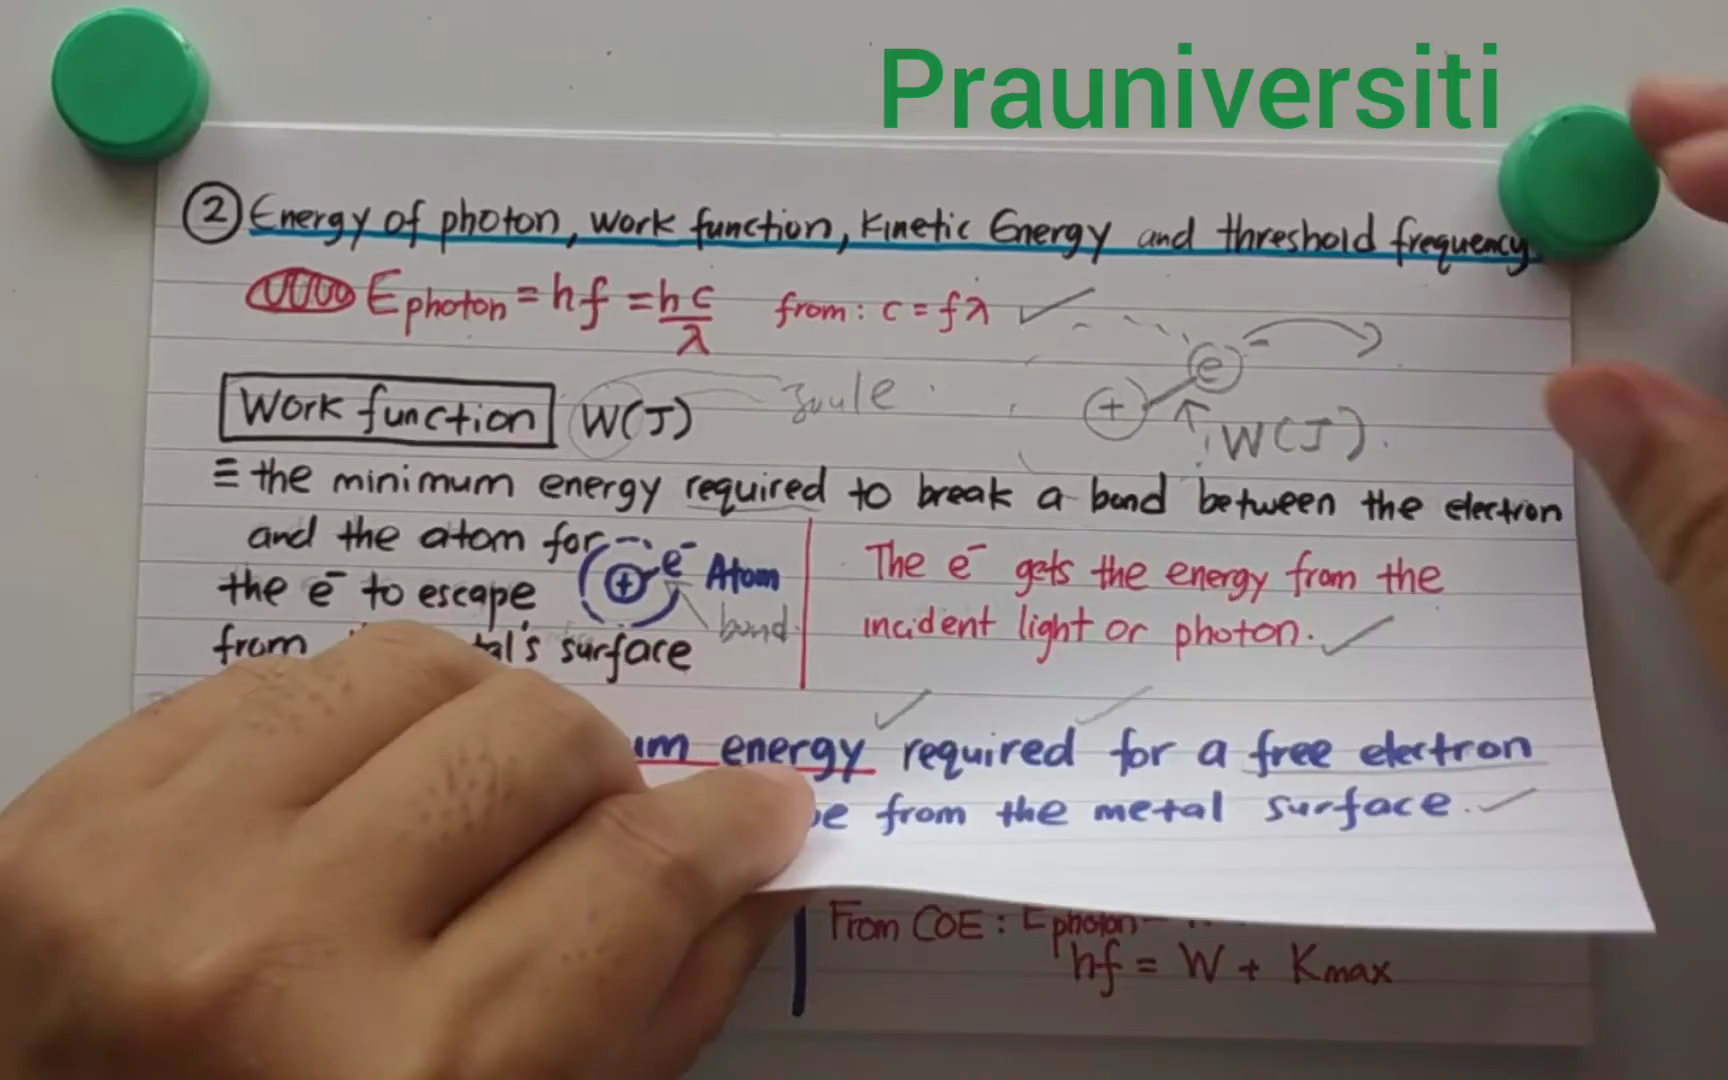 Prauniversiti
② Energy of photon, work function, Kinetic Energy and threshold frequency
E photon = hf = hc/λ from: c = fλ ✓
e -
+
Work function W(J) Joule
W(J).
≡ the minimum energy required to break a bond between the electron
and the atom for
the e⁻ to escape
from
surface
+ e⁻ Atom
bond
The e⁻ gets the energy from the
incident light or photon. ✓
um energy required for a free electron
from the metal surface. ✓
From COE: Ephoton
hf = W + Kmax